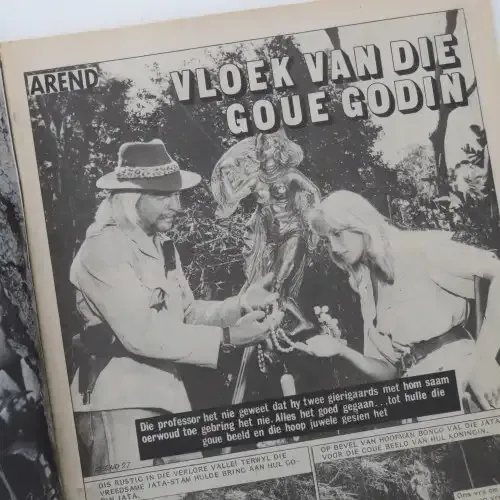 AREND
VLOEK VAN DIE
GOUE GODIN
Die professor het nie geweet dat hy twee gierigaards met hom saam
oerwoud toe gebring het nie. Alles het goed gegaan...tot hulle die
goue beeld en die hoop juwele gesien het
AREND 27
DIS RUSTIG IN DIE VERLORE VALLEI TERWYL DIE
VREEDSAME JATA-STAM HULDE BRING AAN HUL GO-
DIN JATA.
OP BEVEL VAN HOOFMAN BONGO VAL DIE JATA
VOOR DIE GOUE BEELD VAN HUL KONINGIN.